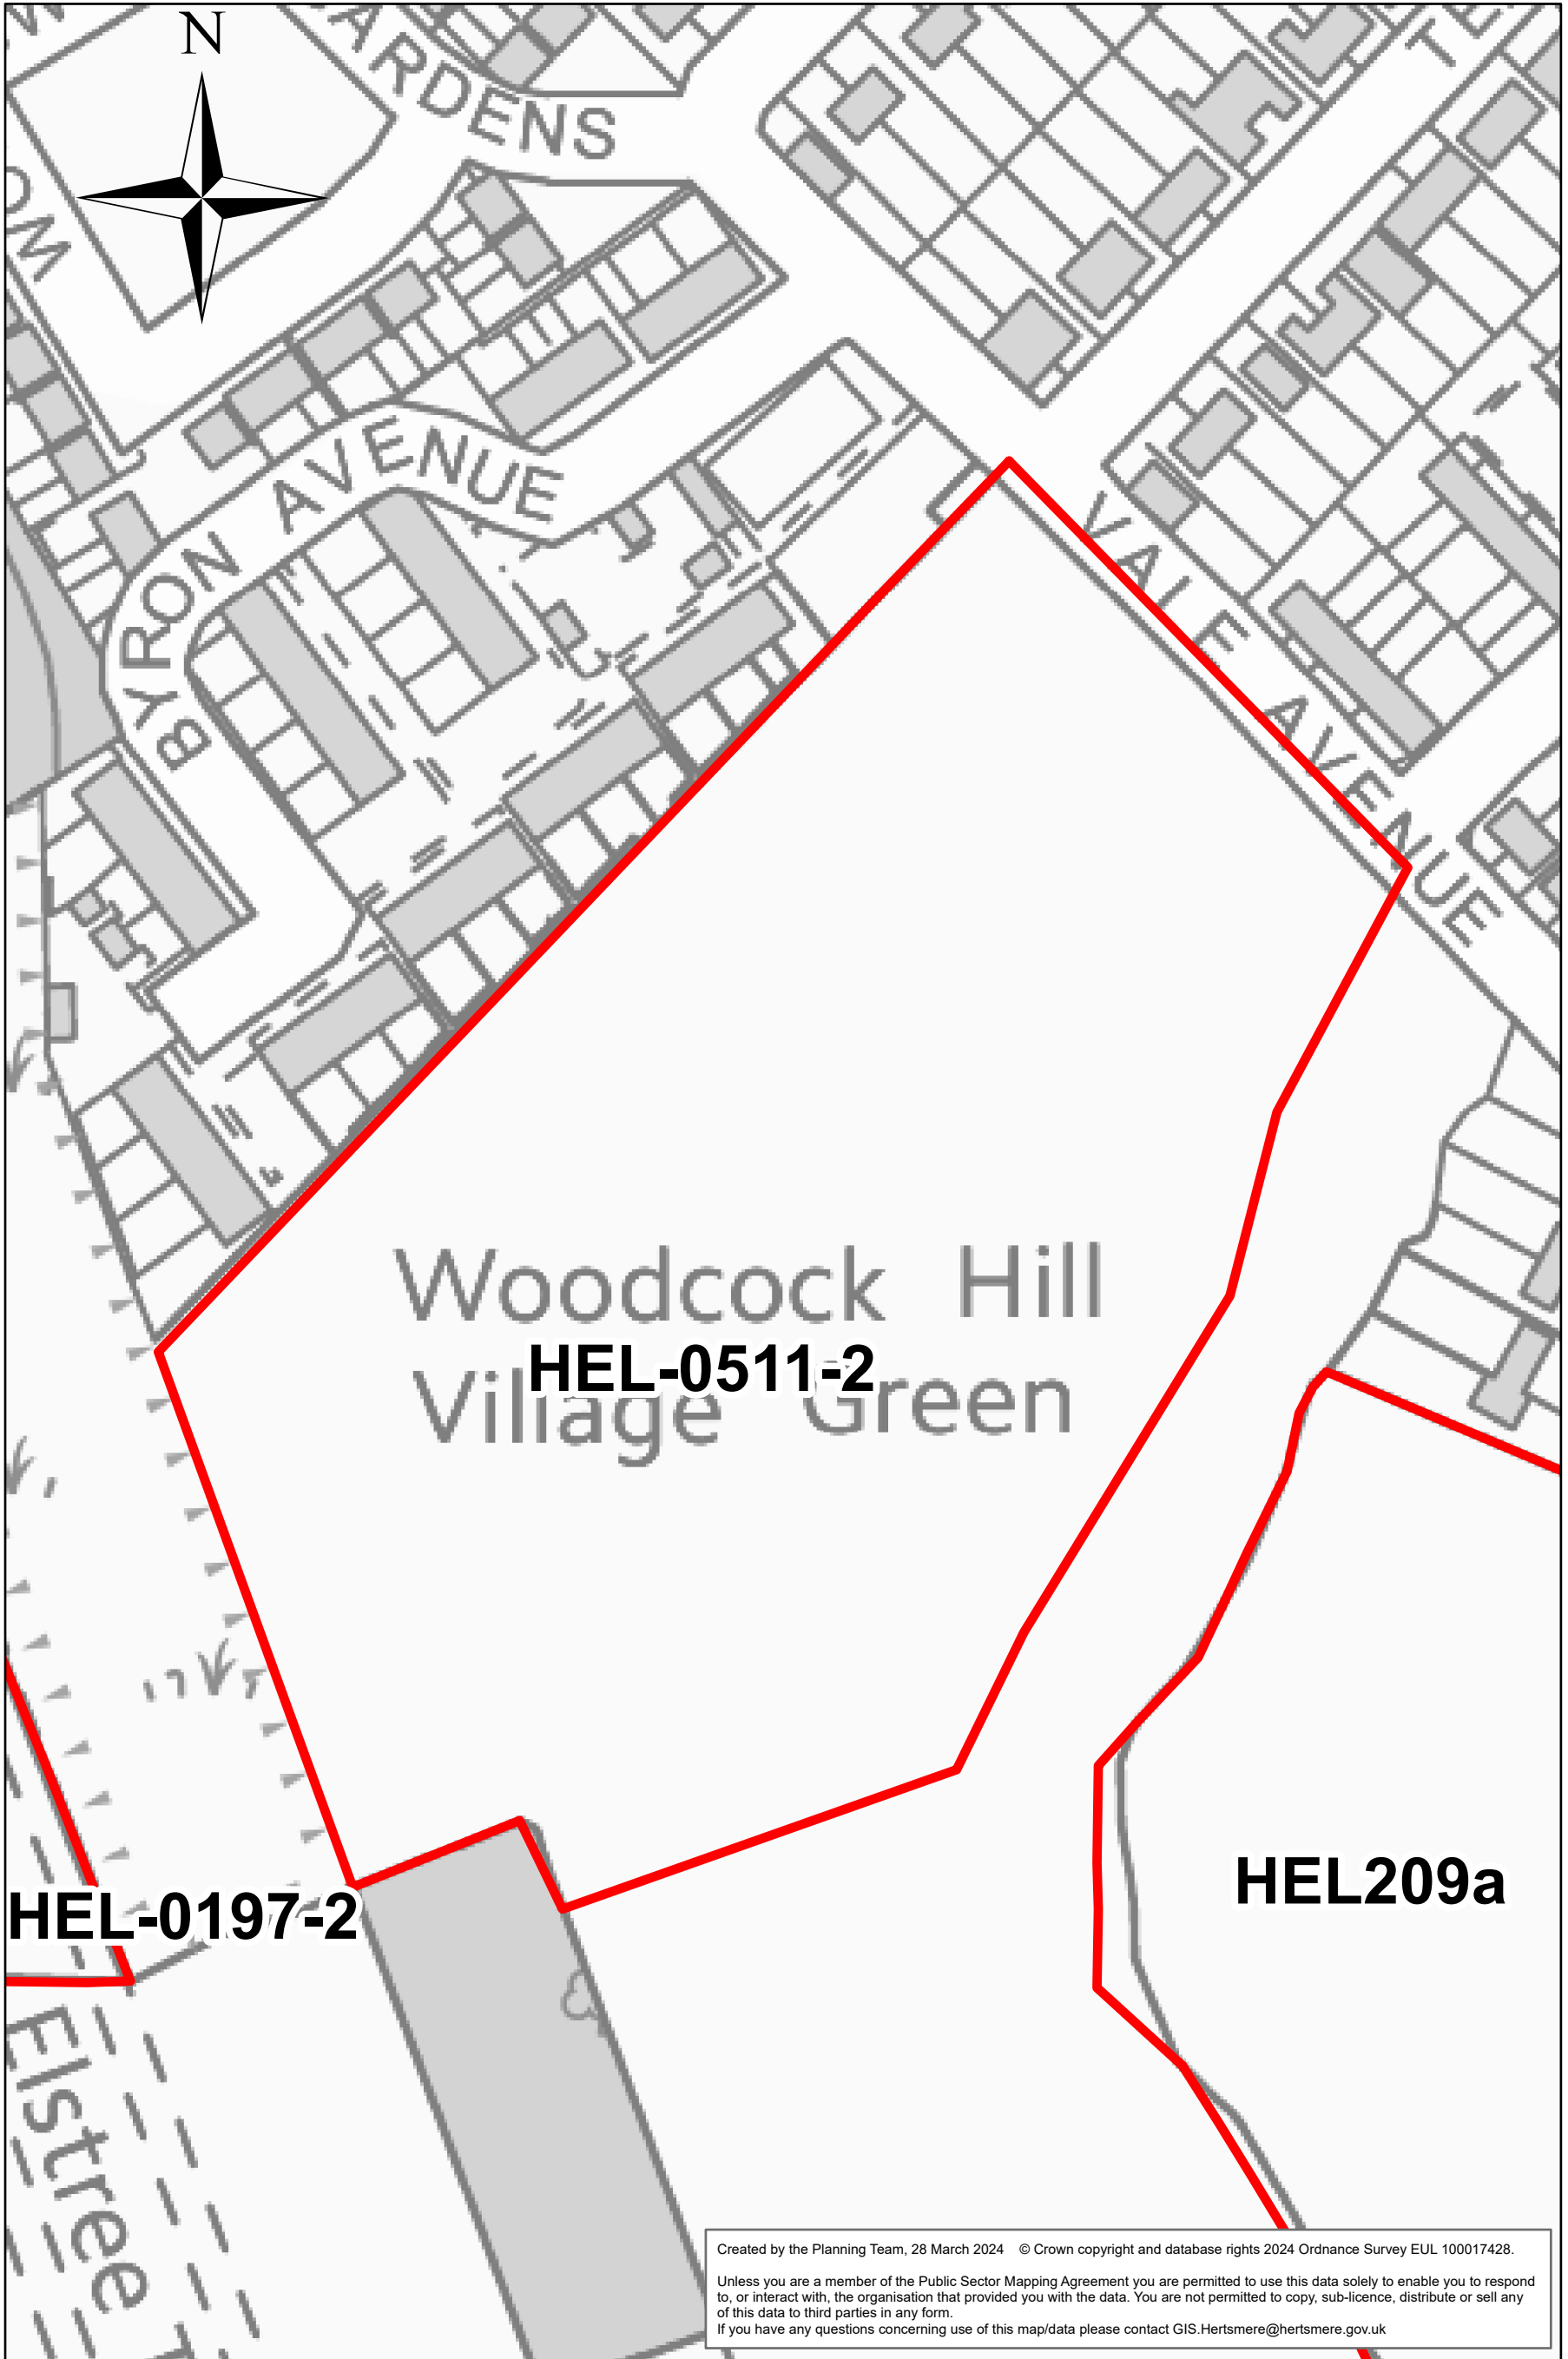 N
ARDENS
TE
OM
BYRON AVENUE
VALE AVENUE
Woodcock Hill
Village Green
HEL-0511-2
HEL209a
HEL-0197-2
Elstree T
Created by the Planning Team, 28 March 2024 © Crown copyright and database rights 2024 Ordnance Survey EUL 100017428.
Unless you are a member of the Public Sector Mapping Agreement you are permitted to use this data solely to enable you to respond
to, or interact with, the organisation that provided you with the data. You are not permitted to copy, sub-licence, distribute or sell any
of this data to third parties in any form.
If you have any questions concerning use of this map/data please contact GIS.Hertsmere@hertsmere.gov.uk